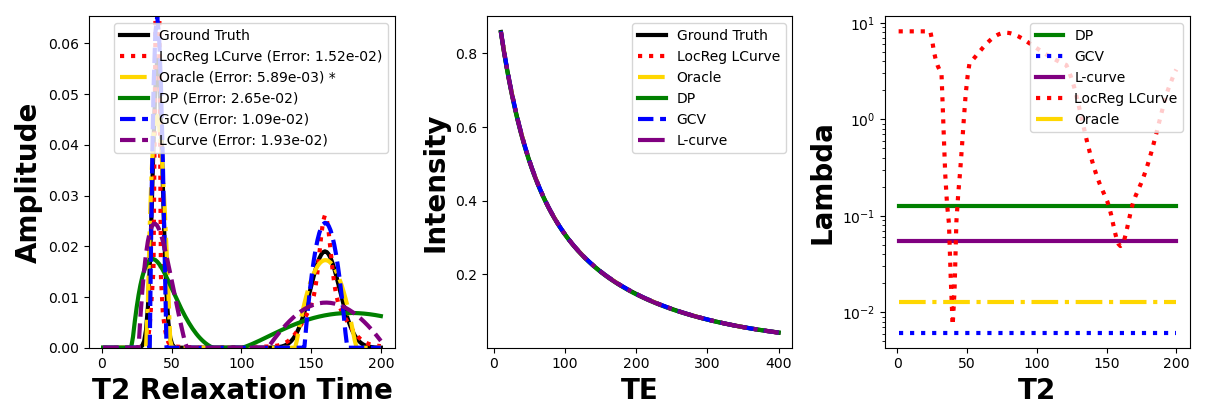 Amplitude
0.06
0.05
0.04
0.03
0.02
0.01
0.00
Ground Truth
LocReg LCurve (Error: 1.52e-02)
Oracle (Error: 5.89e-03) *
DP (Error: 2.65e-02)
GCV (Error: 1.09e-02)
LCurve (Error: 1.93e-02)
0 50 100 150 200
T2 Relaxation Time
Intensity
0.8
0.6
0.4
0.2
Ground Truth
LocReg LCurve
Oracle
DP
GCV
L-curve
0 100 200 300 400
TE
Lambda
10¹
10⁰
10⁻¹
10⁻²
DP
GCV
L-curve
LocReg LCurve
Oracle
0 50 100 150 200
T2